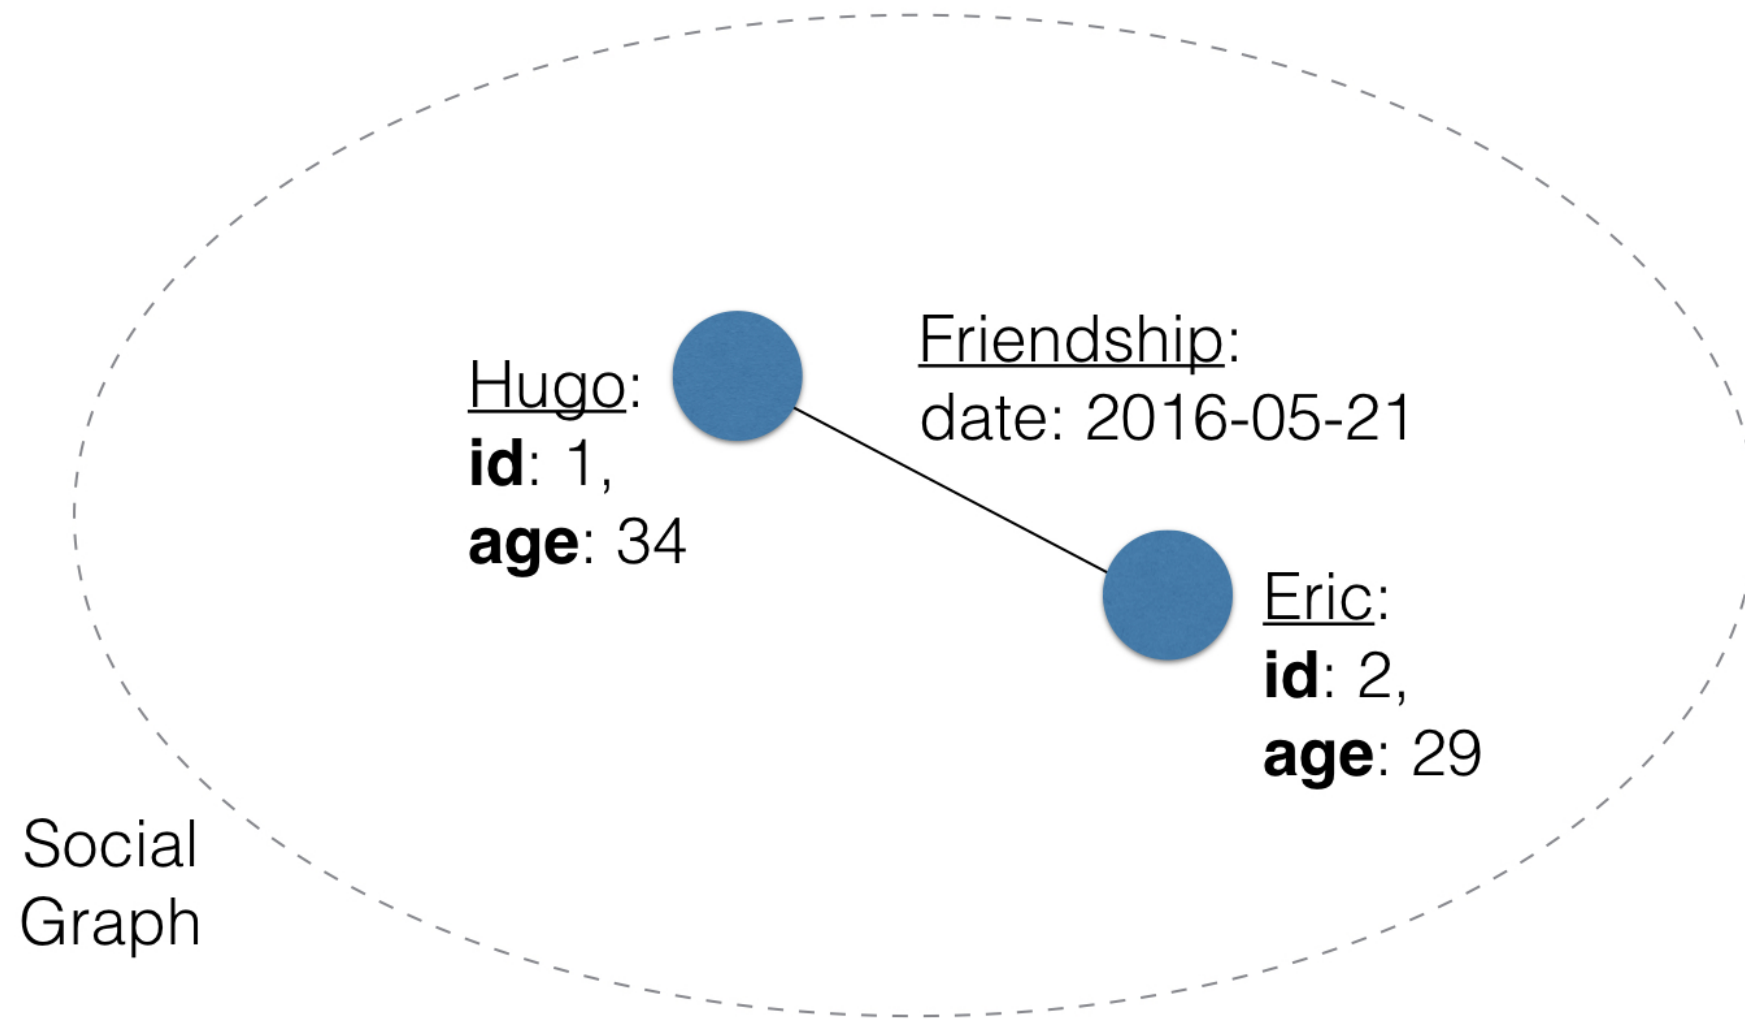 Hugo:
id: 1,
age: 34
Friendship:
date: 2016-05-21
Eric:
id: 2,
age: 29
Social
Graph